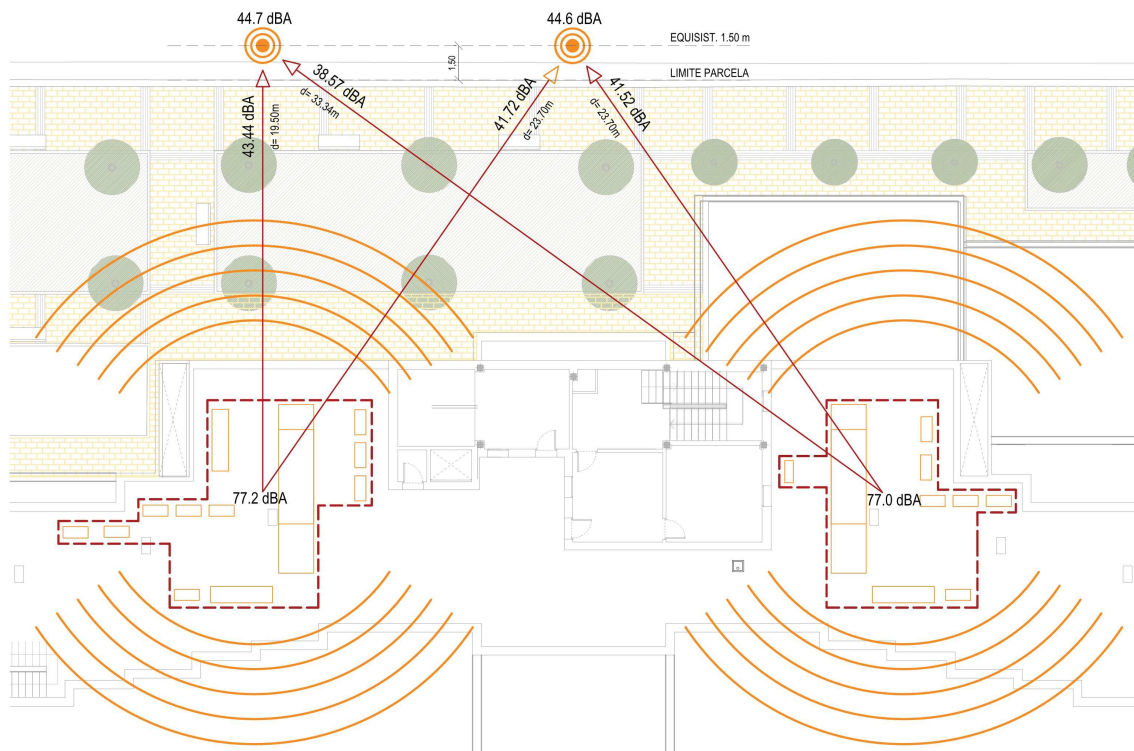 44.7 dBA
44.6 dBA
EQUISIST. 1.50 m
1,50
LIMITE PARCELA
38.57 dBA
d= 33.34m
43.44 dBA
d= 19.50m
41.72 dBA
d=23.70m
41.52 dBA
d= 23.70m
77.2 dBA
77.0 dBA